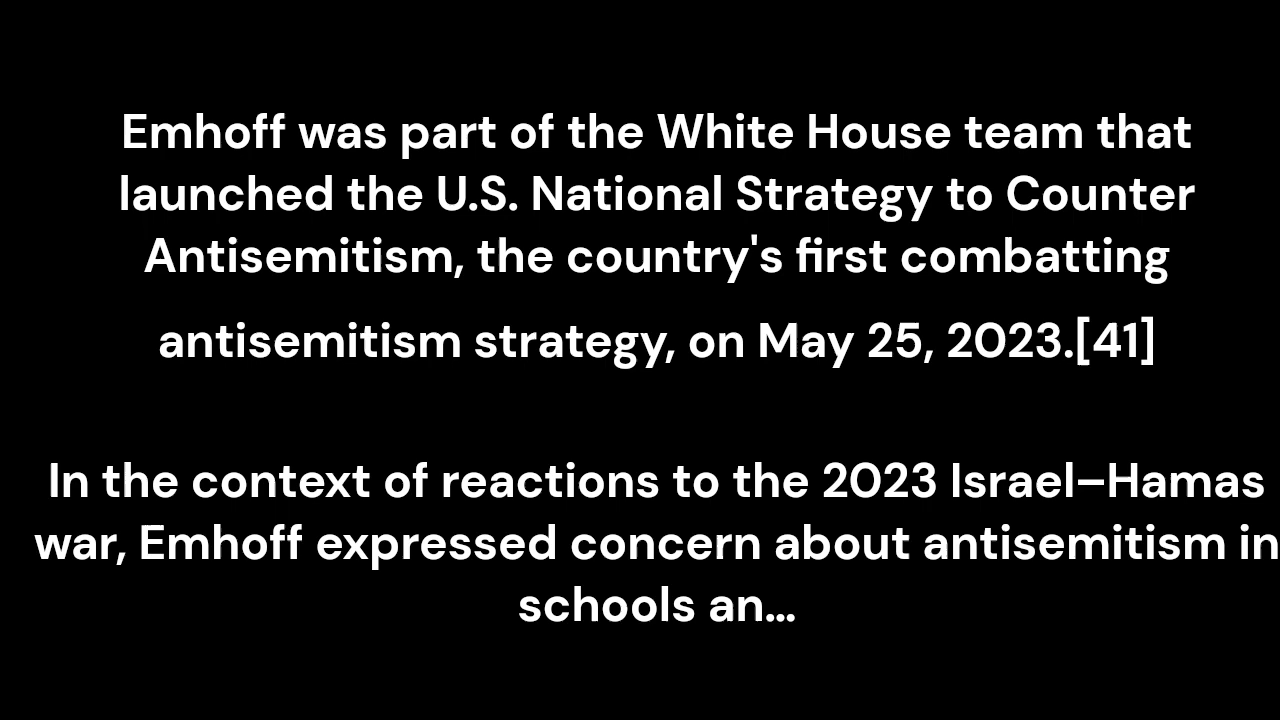 Emhoff was part of the White House team that
launched the U.S. National Strategy to Counter
Antisemitism, the country's first combatting
antisemitism strategy, on May 25, 2023.[41]
In the context of reactions to the 2023 Israel–Hamas
war, Emhoff expressed concern about antisemitism in
schools an...